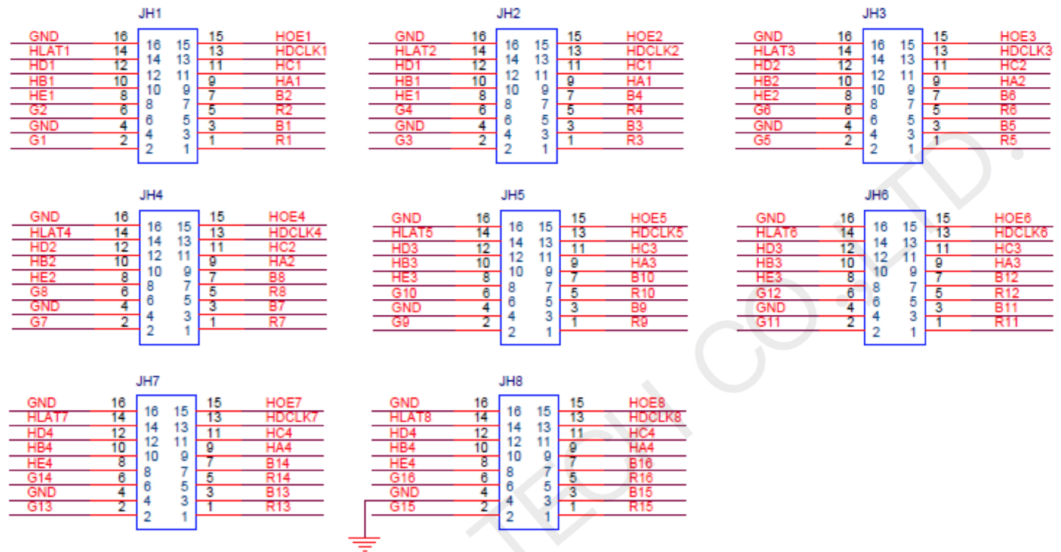 JH1
GND 16 16 15 15 HOE1
HLAT1 14 14 13 13 HDCLK1
HD1 12 12 11 11 HC1
HB1 10 10 9 9 HA1
HE1 8 8 7 7 B2
G2 6 6 5 5 R2
GND 4 4 3 3 B1
G1 2 2 1 1 R1
JH2
GND 16 16 15 15 HOE2
HLAT2 14 14 13 13 HDCLK2
HD1 12 12 11 11 HC1
HB1 10 10 9 9 HA1
HE1 8 8 7 7 B4
G4 6 6 5 5 R4
GND 4 4 3 3 B3
G3 2 2 1 1 R3
JH3
GND 16 16 15 15 HOE3
HLAT3 14 14 13 13 HDCLK3
HD2 12 12 11 11 HC2
HB2 10 10 9 9 HA2
HE2 8 8 7 7 B6
G6 6 6 5 5 R6
GND 4 4 3 3 B5
G5 2 2 1 1 R5
JH4
GND 16 16 15 15 HOE4
HLAT4 14 14 13 13 HDCLK4
HD2 12 12 11 11 HC2
HB2 10 10 9 9 HA2
HE2 8 8 7 7 B8
G8 6 6 5 5 R8
GND 4 4 3 3 B7
G7 2 2 1 1 R7
JH5
GND 16 16 15 15 HOE5
HLAT5 14 14 13 13 HDCLK5
HD3 12 12 11 11 HC3
HB3 10 10 9 9 HA3
HE3 8 8 7 7 B10
G10 6 6 5 5 R10
GND 4 4 3 3 B9
G9 2 2 1 1 R9
JH6
GND 16 16 15 15 HOE6
HLAT6 14 14 13 13 HDCLK6
HD3 12 12 11 11 HC3
HB3 10 10 9 9 HA3
HE3 8 8 7 7 B12
G12 6 6 5 5 R12
GND 4 4 3 3 B11
G11 2 2 1 1 R11
JH7
GND 16 16 15 15 HOE7
HLAT7 14 14 13 13 HDCLK7
HD4 12 12 11 11 HC4
HB4 10 10 9 9 HA4
HE4 8 8 7 7 B14
G14 6 6 5 5 R14
GND 4 4 3 3 B13
G13 2 2 1 1 R13
JH8
GND 16 16 15 15 HOE8
HLAT8 14 14 13 13 HDCLK8
HD4 12 12 11 11 HC4
HB4 10 10 9 9 HA4
HE4 8 8 7 7 B16
G16 6 6 5 5 R16
GND 4 4 3 3 B15
G15 2 2 1 1 R15
TECH CO.,LTD.